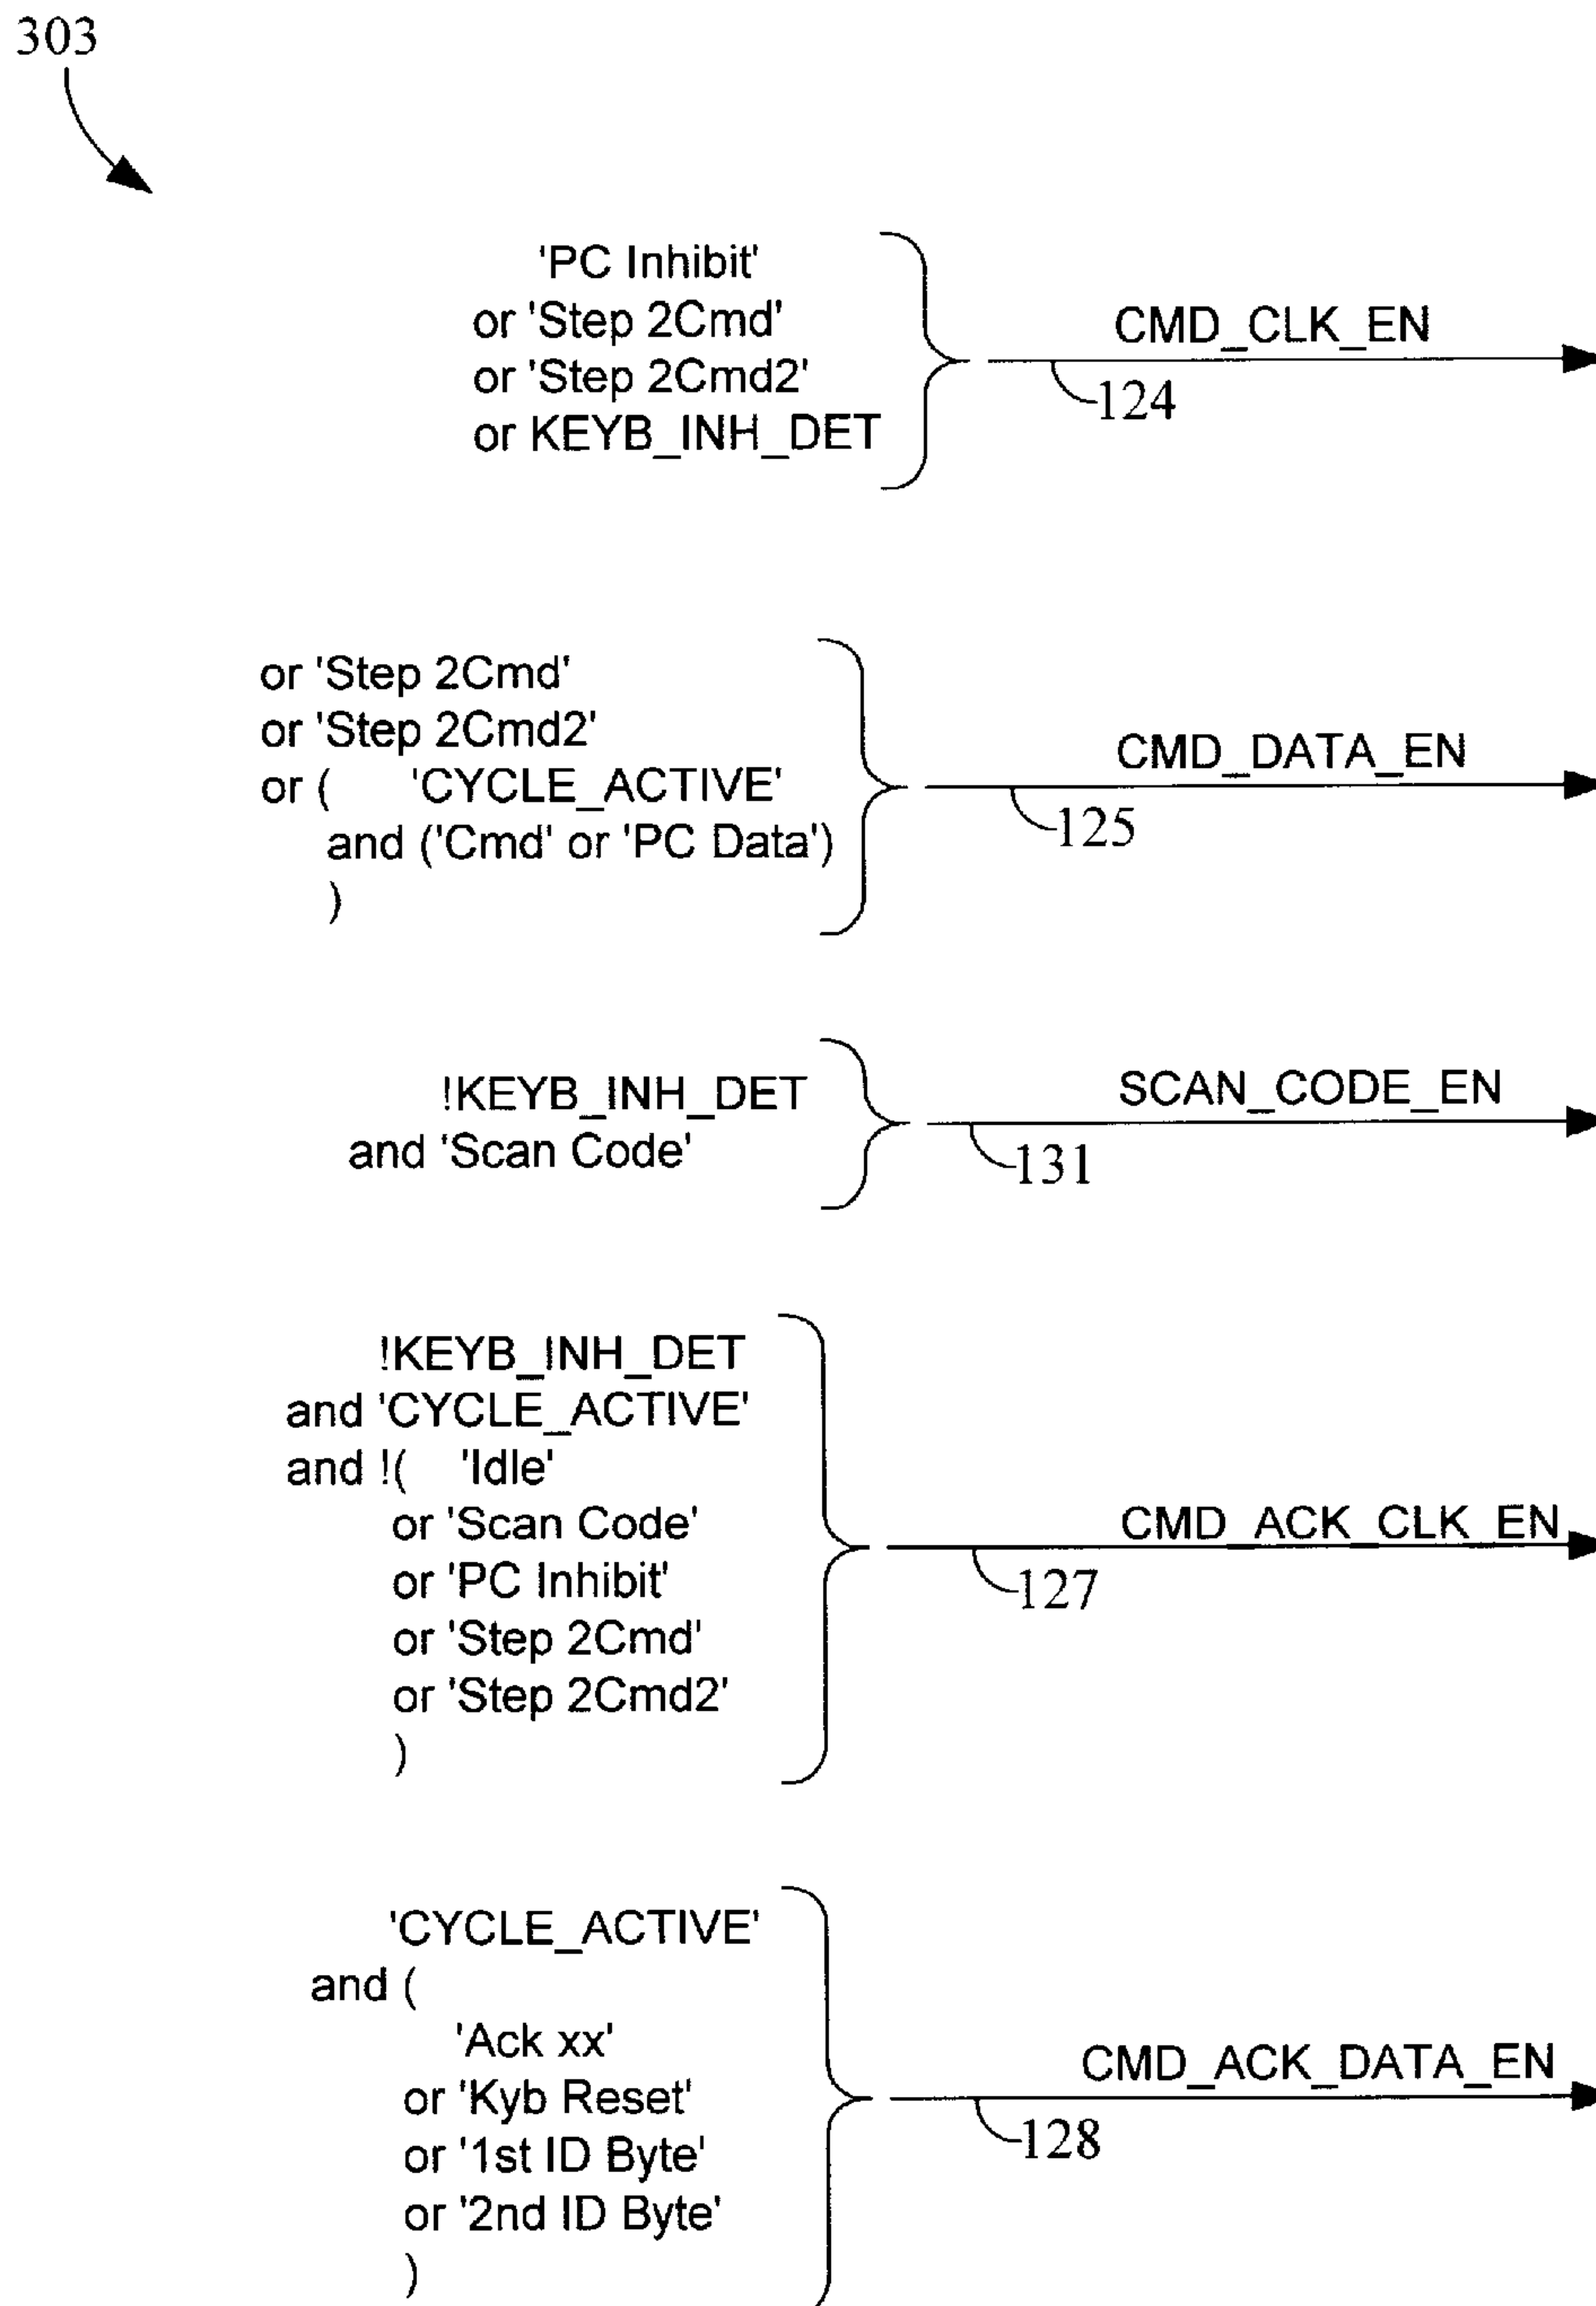 303
'PC Inhibit'
or 'Step 2Cmd'
or 'Step 2Cmd2'
or KEYB_INH_DET
CMD_CLK_EN
124
or 'Step 2Cmd'
or 'Step 2Cmd2'
or ( 'CYCLE_ACTIVE'
and ('Cmd' or 'PC Data')
)
CMD_DATA_EN
125
!KEYB_INH_DET
and 'Scan Code'
SCAN_CODE_EN
131
!KEYB_INH_DET
and 'CYCLE_ACTIVE'
and !( 'Idle'
or 'Scan Code'
or 'PC Inhibit'
or 'Step 2Cmd'
or 'Step 2Cmd2'
)
CMD_ACK_CLK_EN
127
'CYCLE_ACTIVE'
and (
'Ack xx'
or 'Kyb Reset'
or '1st ID Byte'
or '2nd ID Byte'
)
CMD_ACK_DATA_EN
128